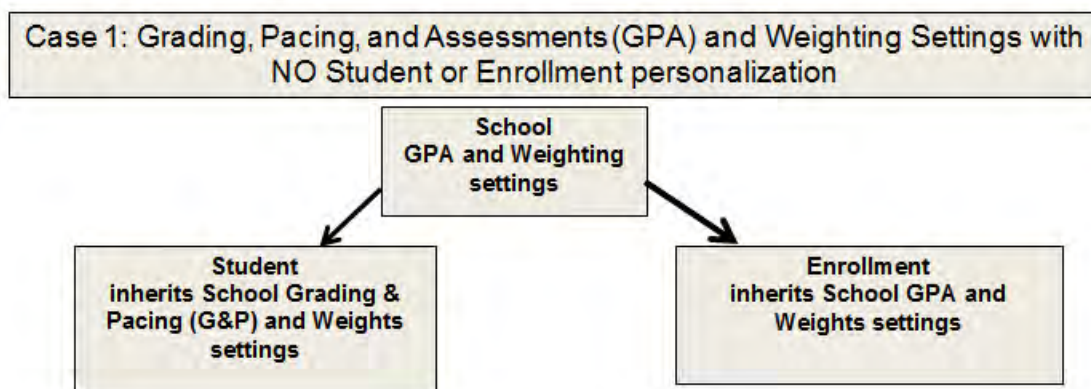 Case 1: Grading, Pacing, and Assessments (GPA) and Weighting Settings with
NO Student or Enrollment personalization
School
GPA and Weighting
settings
Student
inherits School Grading &
Pacing (G&P) and Weights
settings
Enrollment
inherits School GPA and
Weights settings